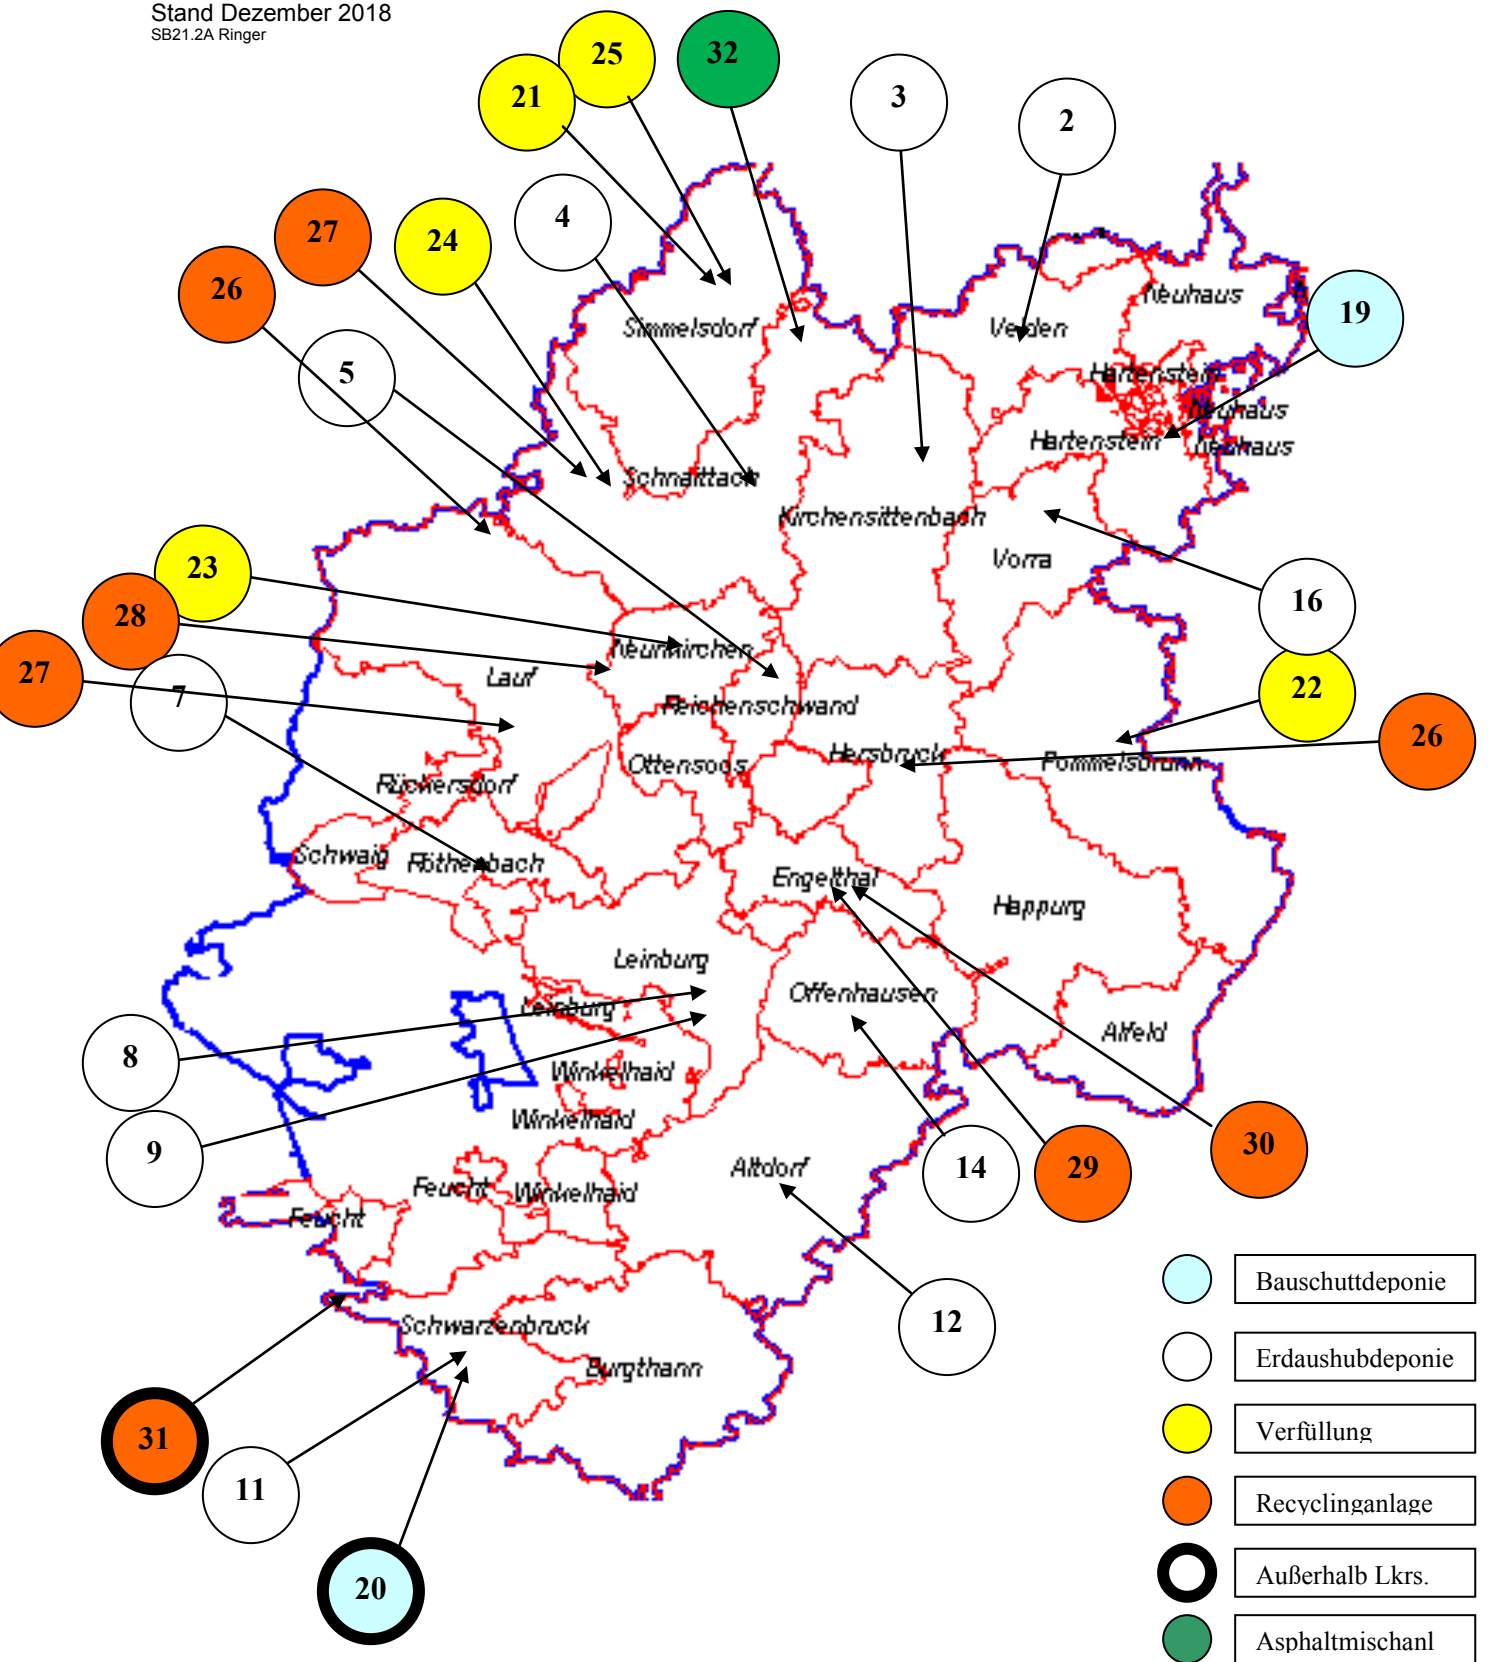 Stand Dezember 2018
SB21.2A Ringer
25
32
21
3
2
4
27
24
26
Neuhaus
19
Simmelsdorf
Velden
5
Hartenstein
Neuhaus
Hartenstein
Neuhaus
Schnaittach
Kirchensittenbach
Vorra
23
16
28
Neunkirchen
27
Lauf
7
22
Reichenschwand
26
Hersbruck
Pommelsbrunn
Ottensoos
Rückersdorf
Schwaig
Röthenbach
Engelthal
Happurg
Leinburg
Offenhausen
Leinburg
Alfeld
8
Winkelhaid
Winkelhaid
9
30
Altdorf
14
29
Feucht
Winkelhaid
Feucht
Bauschuttdeponie
12
Schwarzenbruck
Erdaushubdeponie
Burgthann
31
Verfüllung
11
Recyclinganlage
Außerhalb Lkrs.
20
Asphaltmischanl